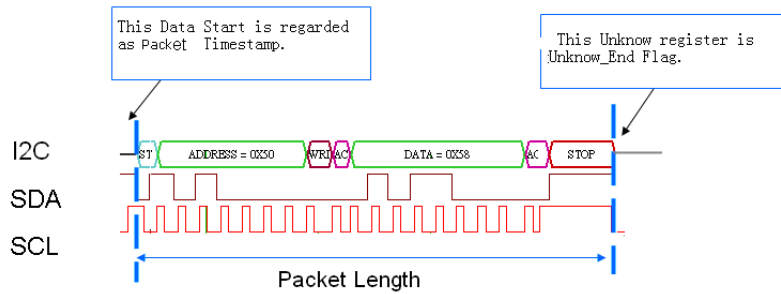 This Data Start is regarded
as Packet Timestamp.
This Unknow register is
Unknow_End Flag.
I2C
ST
ADDRESS = 0X50
WRI
AC
DATA = 0X58
AC
STOP
SDA
SCL
Packet Length